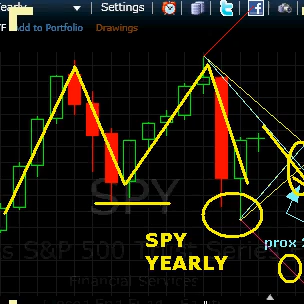 Settings
Add to Portfolio Drawings
SPY
s S&P 500
SPY
YEARLY
prox
Financial Services